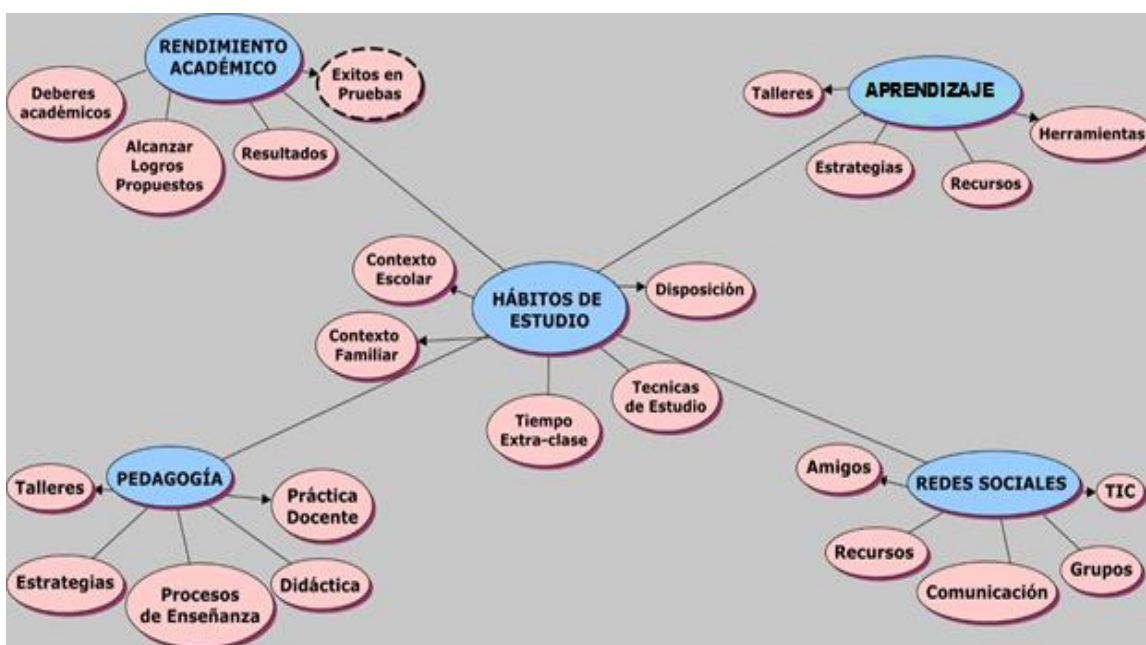 RENDIMIENTO
ACADÉMICO
Exitos en
Pruebas
Deberes
académicos
Alcanzar
Logros
Propuestos
Resultados
APRENDIZAJE
Talleres
Herramientas
Estrategias
Recursos
Contexto
Escolar
HÁBITOS DE
ESTUDIO
Disposición
Contexto
Familiar
Tiempo
Extra-clase
Tecnicas
de Estudio
PEDAGOGÍA
Talleres
Práctica
Docente
Estrategias
Procesos
de Enseñanza
Didáctica
REDES SOCIALES
Amigos
TIC
Recursos
Comunicación
Grupos